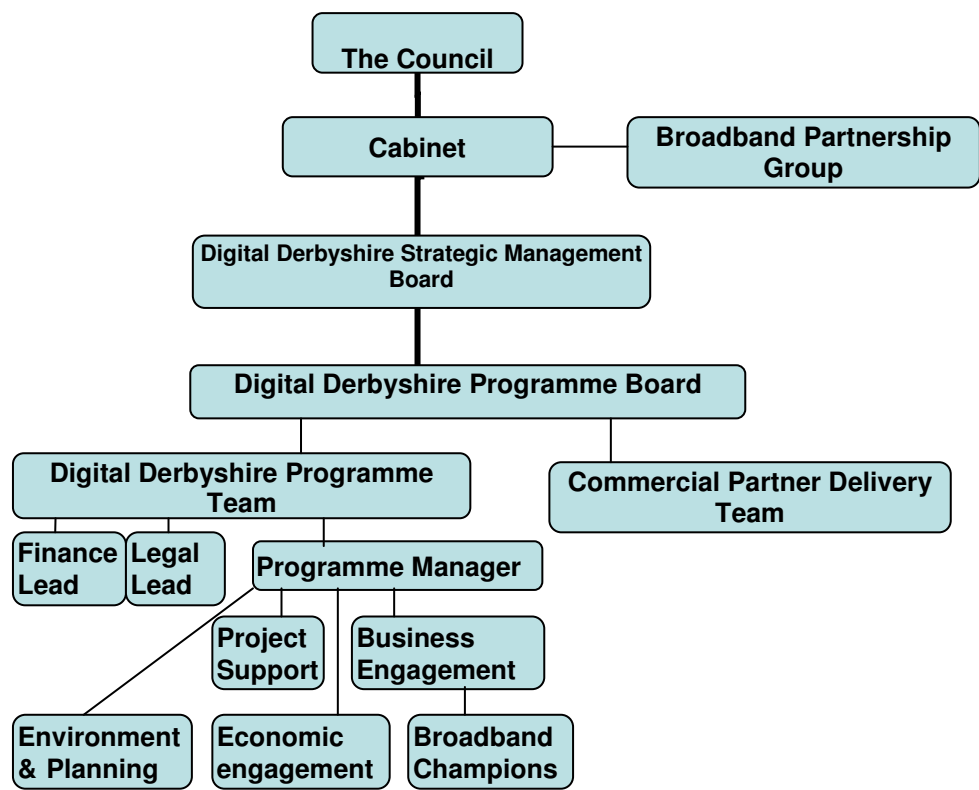 The Council
Cabinet
Broadband Partnership
Group
Digital Derbyshire Strategic Management
Board
Digital Derbyshire Programme Board
Digital Derbyshire Programme
Team
Commercial Partner Delivery
Team
Finance
Lead
Legal
Lead
Programme Manager
Project
Support
Business
Engagement
Environment
& Planning
Economic
engagement
Broadband
Champions